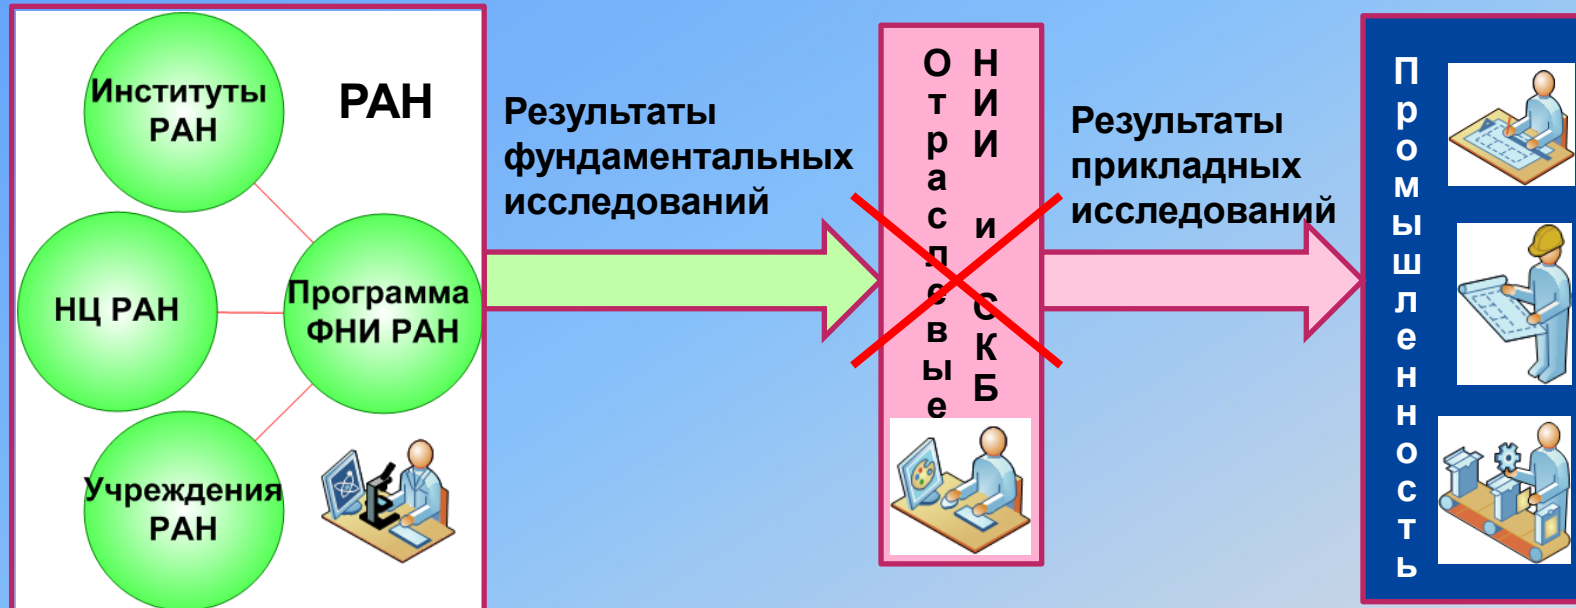 Институты
РАН
РАН
НЦ РАН
Программа
ФНИ РАН
Учреждения
РАН
Результаты
фундаментальных
исследований
Отраслевые
НИИ и СКБ
Результаты
прикладных
исследований
Промышленность